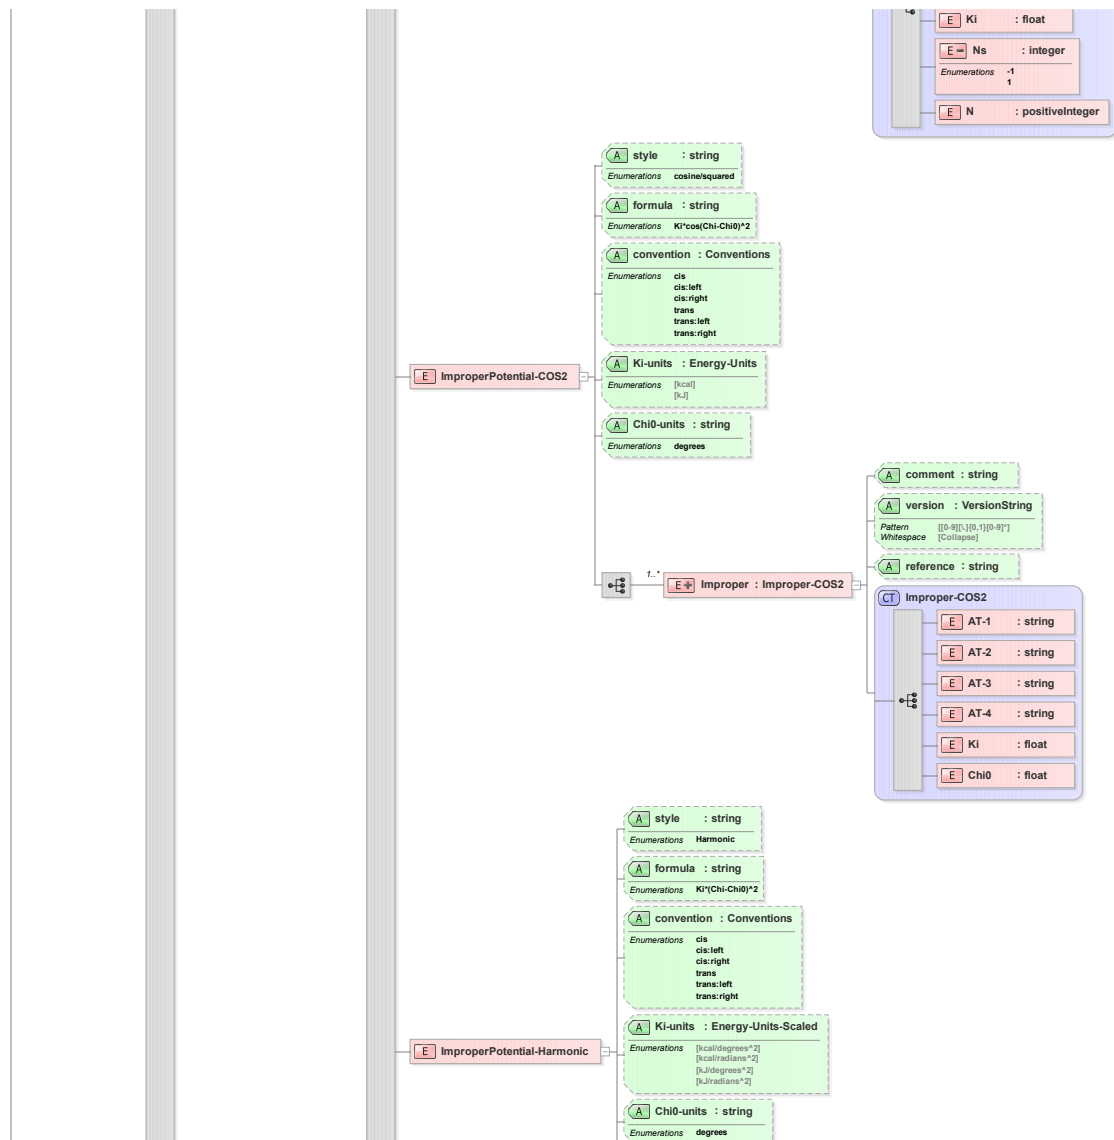 E Ki : float
E Ns : integer
Enumerations -1
1
E N : positiveInteger
A style : string
Enumerations cosine/squared
A formula : string
Enumerations Ki*cos(Chi-Chi0)^2
A convention : Conventions
Enumerations cis
cis:left
cis:right
trans
trans:left
trans:right
E ImproperPotential-COS2
A Ki-units : Energy-Units
Enumerations [kcal]
[kJ]
A Chi0-units : string
Enumerations degrees
1..*
E Improper : Improper-COS2
A comment : string
A version : VersionString
Pattern [[0-9][\.]{0,1}[0-9]*]
Whitespace [Collapse]
A reference : string
CT Improper-COS2
E AT-1 : string
E AT-2 : string
E AT-3 : string
E AT-4 : string
E Ki : float
E Chi0 : float
A style : string
Enumerations Harmonic
A formula : string
Enumerations Ki*(Chi-Chi0)^2
A convention : Conventions
Enumerations cis
cis:left
cis:right
trans
trans:left
trans:right
E ImproperPotential-Harmonic
A Ki-units : Energy-Units-Scaled
Enumerations [kcal/degrees^2]
[kcal/radians^2]
[kJ/degrees^2]
[kJ/radians^2]
A Chi0-units : string
Enumerations degrees